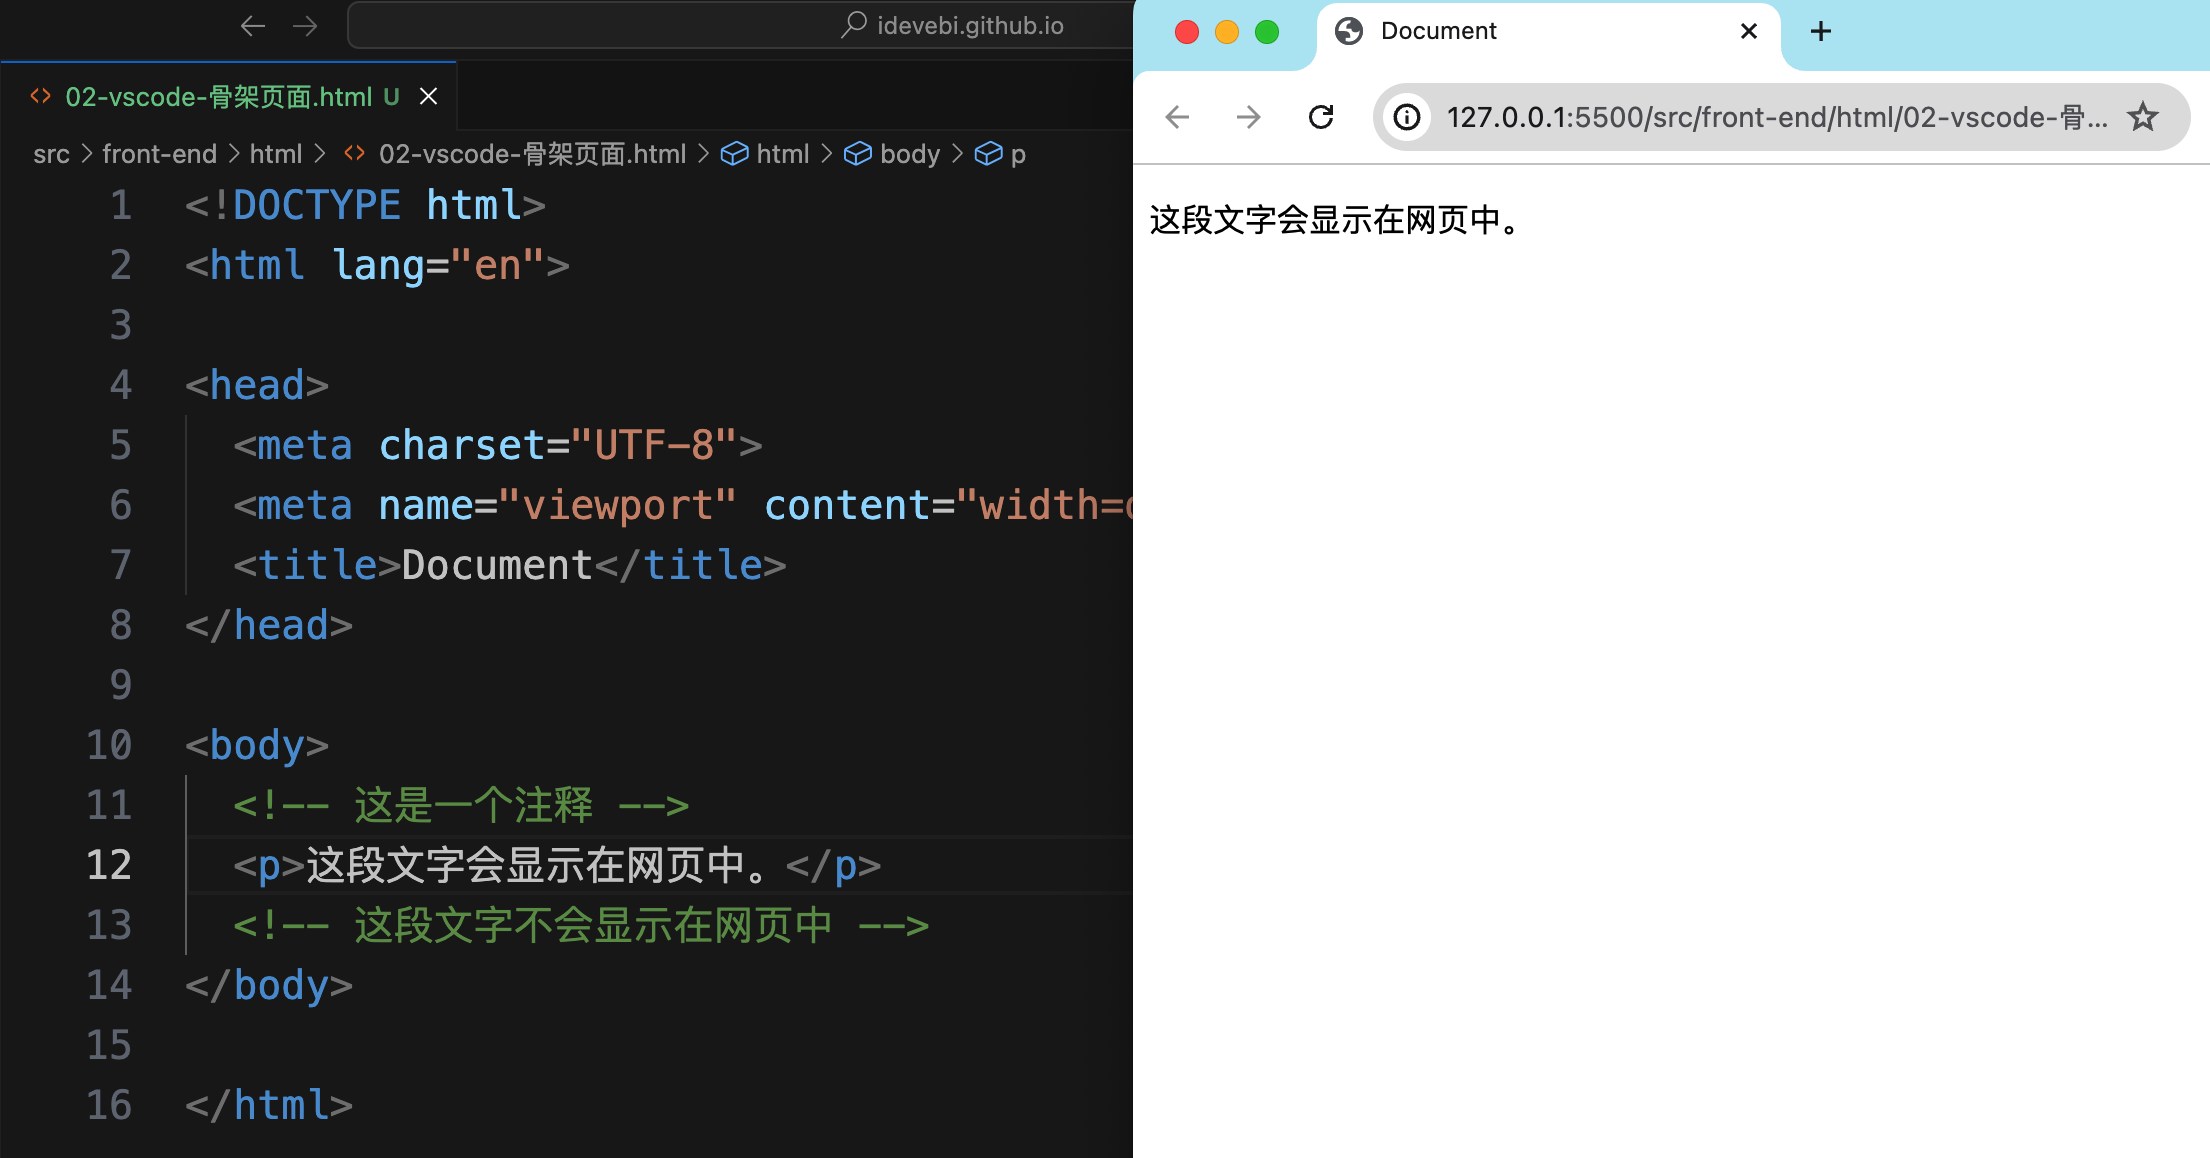 idevebi.github.io
02-vscode-骨架页面.html U
src > front-end > html > 02-vscode-骨架页面.html > html > body > p
1 <!DOCTYPE html>
2 <html lang="en">
3
4 <head>
5 <meta charset="UTF-8">
6 <meta name="viewport" content="width=
7 <title>Document</title>
8 </head>
9
10 <body>
11 <!-- 这是一个注释 -->
12 <p>这段文字会显示在网页中。</p>
13 <!-- 这段文字不会显示在网页中 -->
14 </body>
15
16 </html>
Document
127.0.0.1:5500/src/front-end/html/02-vscode-骨...
这段文字会显示在网页中。